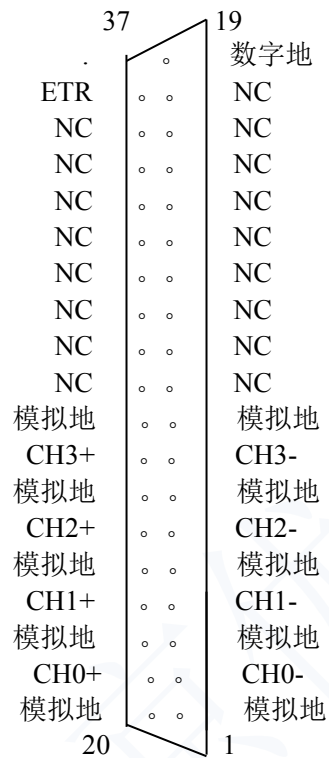 37 19
. 数字地
ETR NC
NC NC
NC NC
NC NC
NC NC
NC NC
NC NC
NC NC
NC NC
模拟地 模拟地
CH3+ CH3-
模拟地 模拟地
CH2+ CH2-
模拟地 模拟地
CH1+ CH1-
模拟地 模拟地
CH0+ CH0-
模拟地 模拟地
20 1